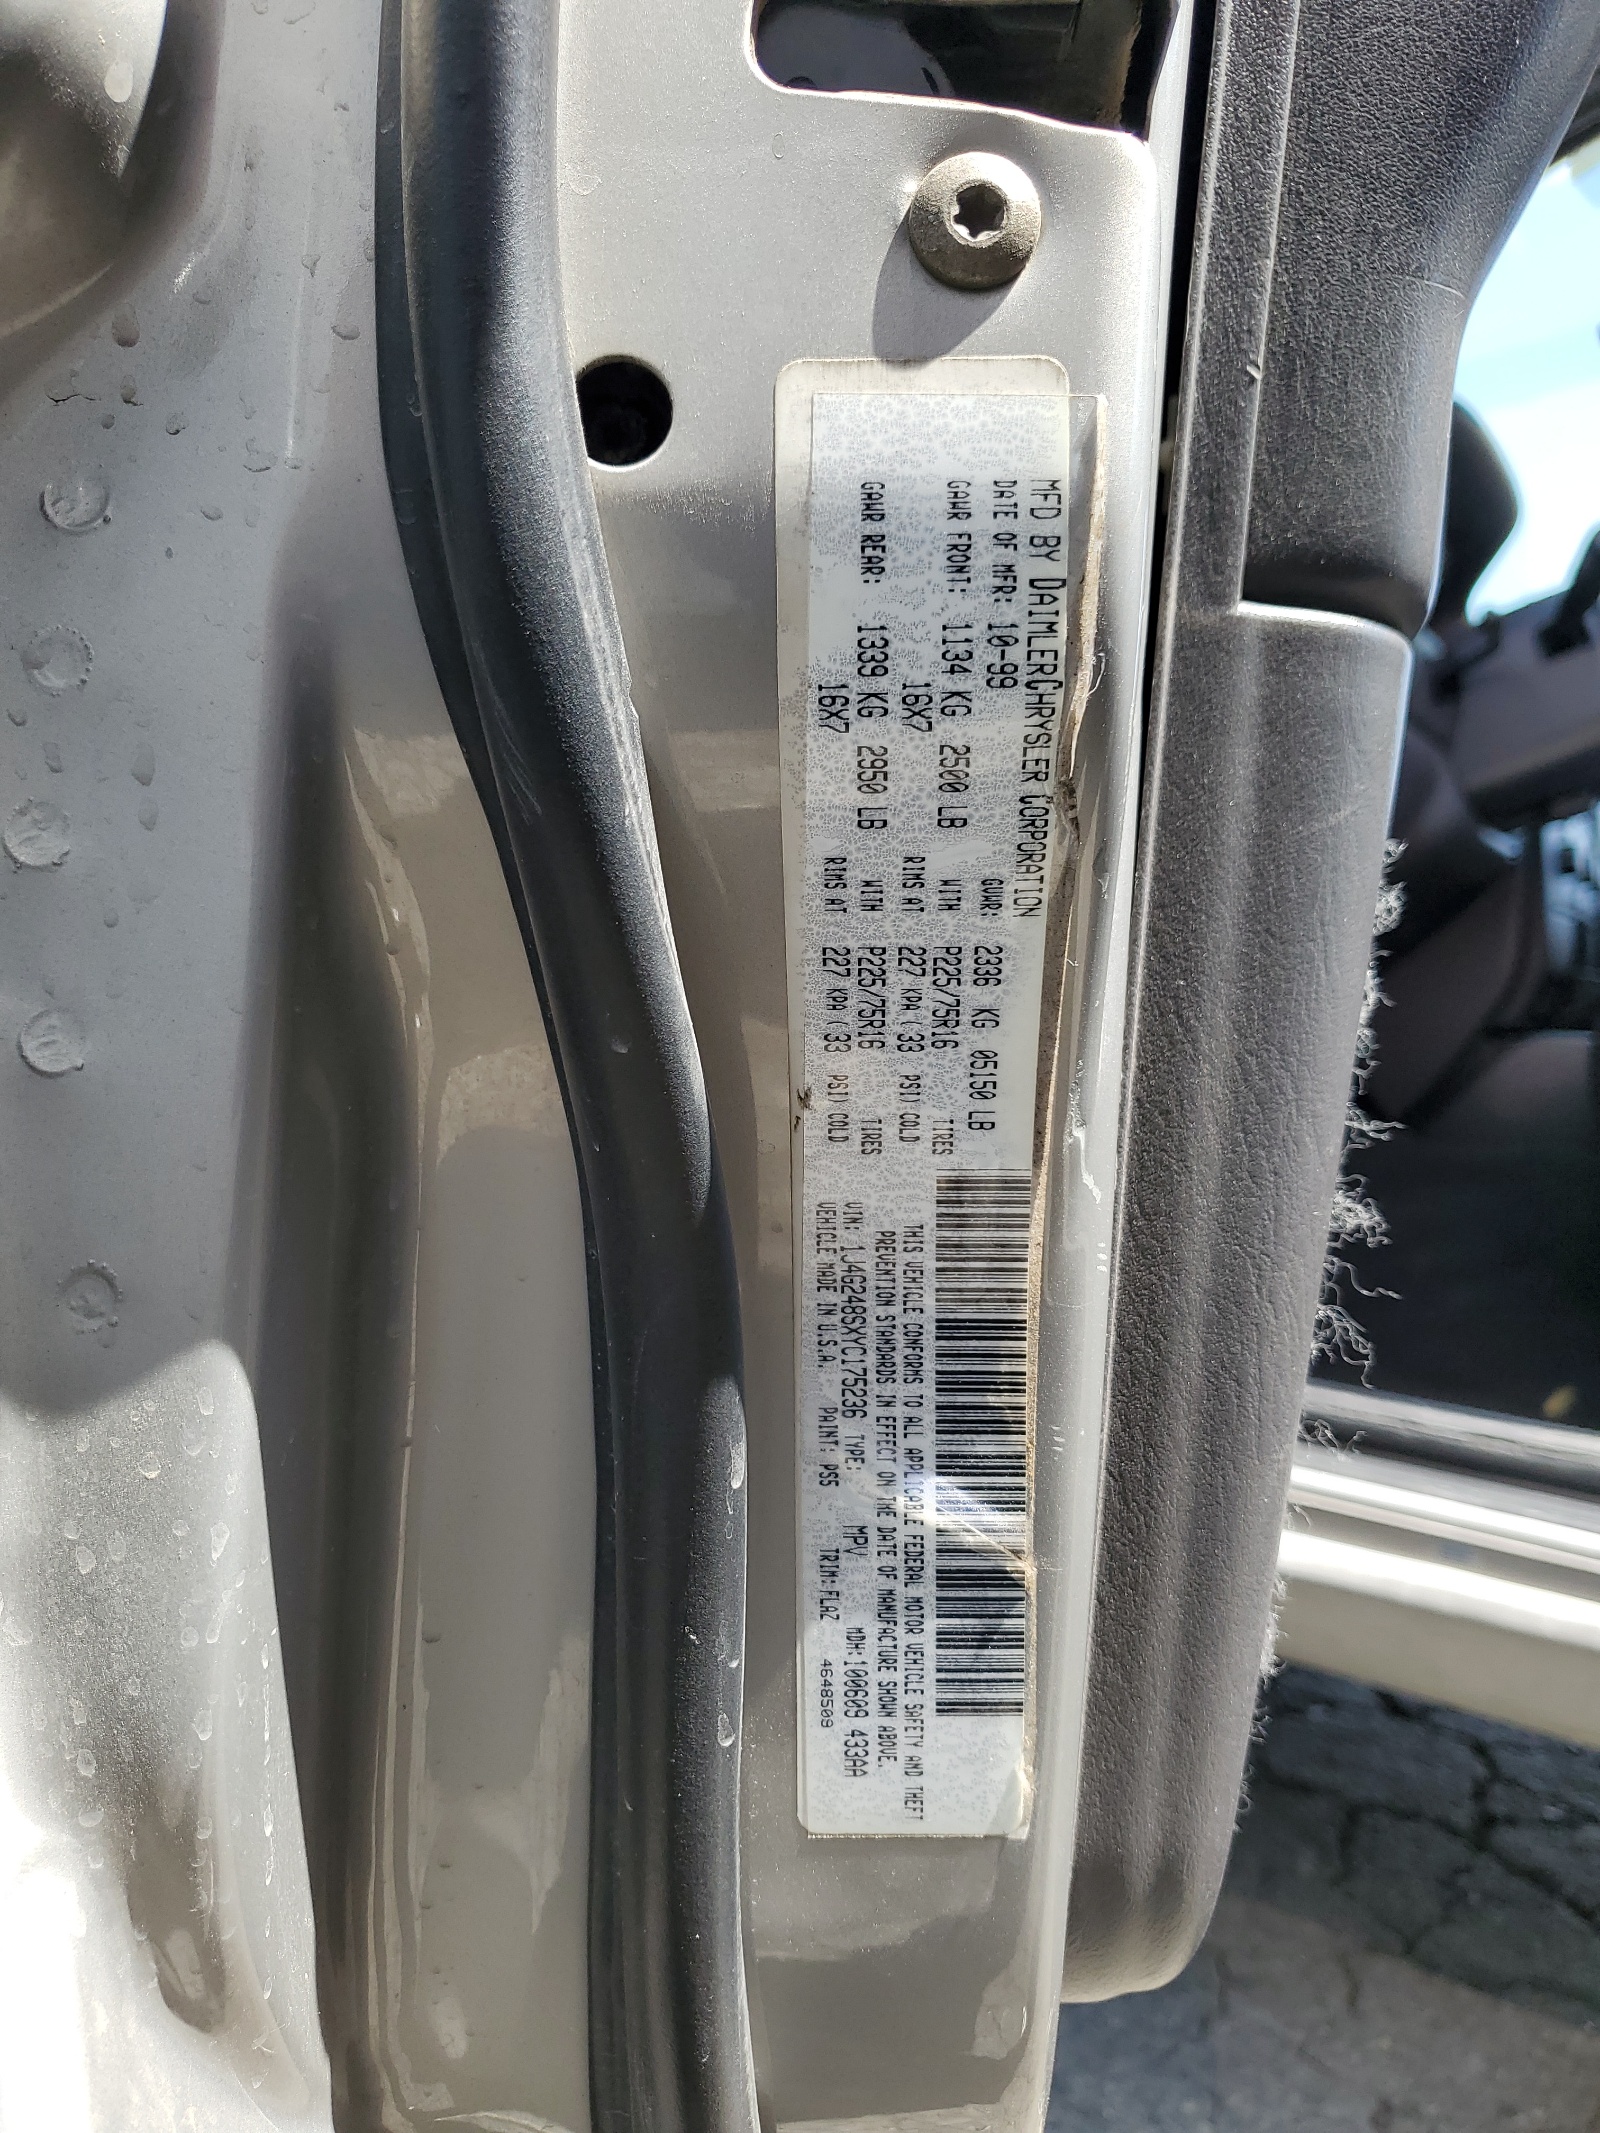 MFD BY DAIMLERCHRYSLER CORPORATION
DATE OF MFR: 10-99 GVWR: 2336 KG 05150 LB
GAWR FRONT: 1134 KG 2500 LB WITH P225/75R16 TIRES
16X7 RIMS AT 227 KPA ( 33 PSI) COLD
GAWR REAR: 1339 KG 2950 LB WITH P225/75R16 TIRES
16X7 RIMS AT 227 KPA ( 33 PSI) COLD
THIS VEHICLE CONFORMS TO ALL APPLICABLE FEDERAL MOTOR VEHICLE SAFETY AND THEFT
PREVENTION STANDARDS IN EFFECT ON THE DATE OF MANUFACTURE SHOWN ABOVE.
VIN: 1J4G248SXYC175236 TYPE: MPV MDH:100609 433AA
VEHICLE MADE IN U.S.A. PAINT: PS5 TRIM:FLAZ 4648509